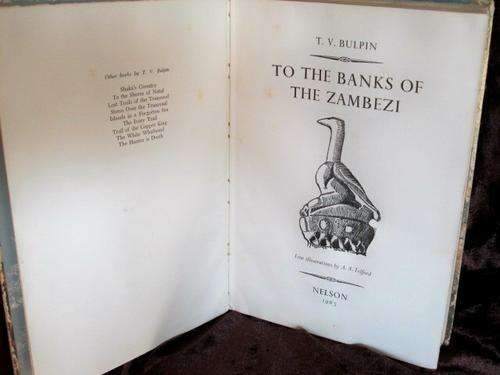 Other books by T. V. Bulpin
Shaka's Country
To the Shores of Natal
Lost Trails of the Transvaal
Storm Over the Transvaal
Islands in a Forgotten Sea
The Ivory Trail
Trail of the Copper King
The White Whirlwind
The Hunter is Death
T. V. BULPIN
TO THE BANKS OF
THE ZAMBEZI
Line illustrations by A. A. Telford
NELSON
1965